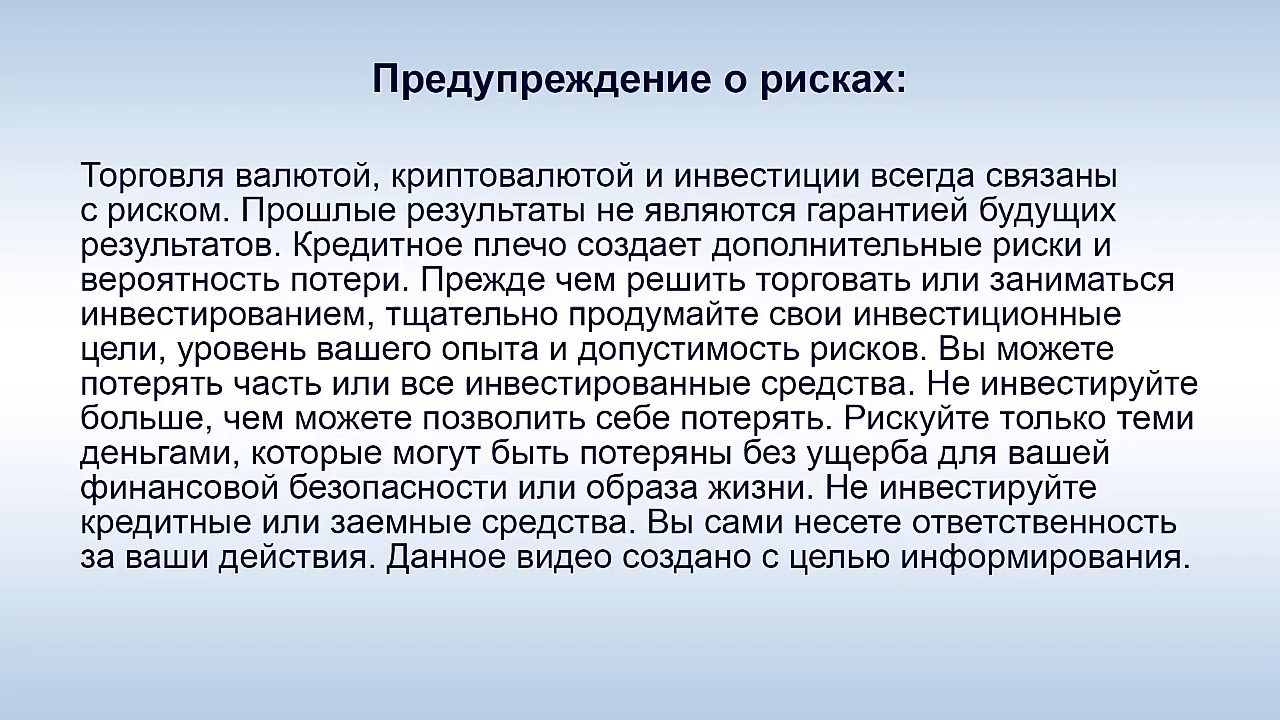 Предупреждение о рисках:
Торговля валютой, криптовалютой и инвестиции всегда связаны
с риском. Прошлые результаты не являются гарантией будущих
результатов. Кредитное плечо создает дополнительные риски и
вероятность потери. Прежде чем решить торговать или заниматься
инвестированием, тщательно продумайте свои инвестиционные
цели, уровень вашего опыта и допустимость рисков. Вы можете
потерять часть или все инвестированные средства. Не инвестируйте
больше, чем можете позволить себе потерять. Рискуйте только теми
деньгами, которые могут быть потеряны без ущерба для вашей
финансовой безопасности или образа жизни. Не инвестируйте
кредитные или заемные средства. Вы сами несете ответственность
за ваши действия. Данное видео создано с целью информирования.